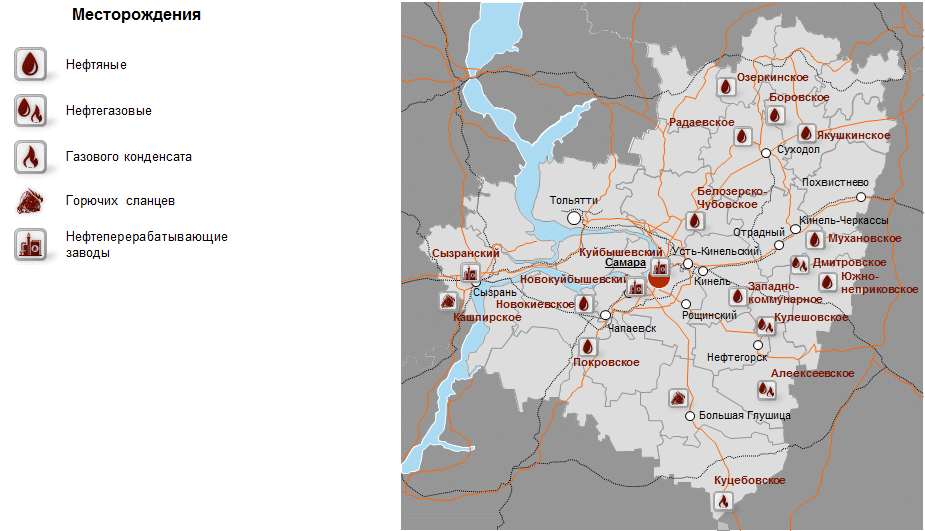 Месторождения
Нефтяные
Нефтегазовые
Газового конденсата
Горючих сланцев
Нефтеперерабатывающие
заводы
Озеркинское
Боровское
Радаевское
Якушкинское
Суходол
Похвистнево
Белозерско-
Чубовское
Тольятти
Кинель-Черкассы
Отрадный
Мухановское
Сызранский
Куйбышевский
Усть-Кинельский
Самара
Дмитровское
Новокуйбышевский
Кинель
Южно-
неприковское
Сызрань
Западно-
коммунарное
Новокиевское
Кашпирское
Рощинский
Кулешовское
Чапаевск
Покровское
Нефтегорск
Алеексеевское
Большая Глушица
Куцебовское